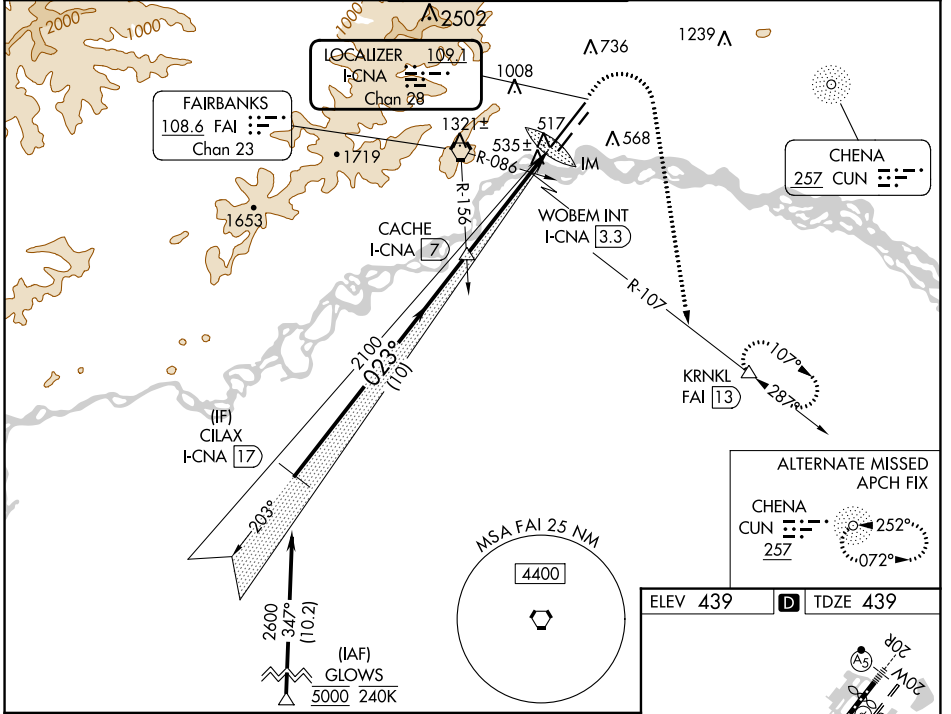 2000
1000
1000
2502
736
1239
LOCALIZER 109.1
I-CNA
Chan 28
1008
FAIRBANKS
108.6 FAI
Chan 23
1321±
1719
R-086
535±
517
IM
568
CHENA
257 CUN
1653
R-156
WOBEM INT
I-CNA 3.3
CACHE
I-CNA 7
R-107
2100
023°
(10)
107°
287°
KRNKL
FAI 13
(IF)
CILAX
I-CNA 17
203°
ALTERNATE MISSED
APCH FIX
CHENA
CUN
257
252°
072°
MSA FAI 25 NM
4400
2600
347°
(10.2)
(IAF)
GLOWS
5000 240K
ELEV 439 D TDZE 439
A5
20R
20W